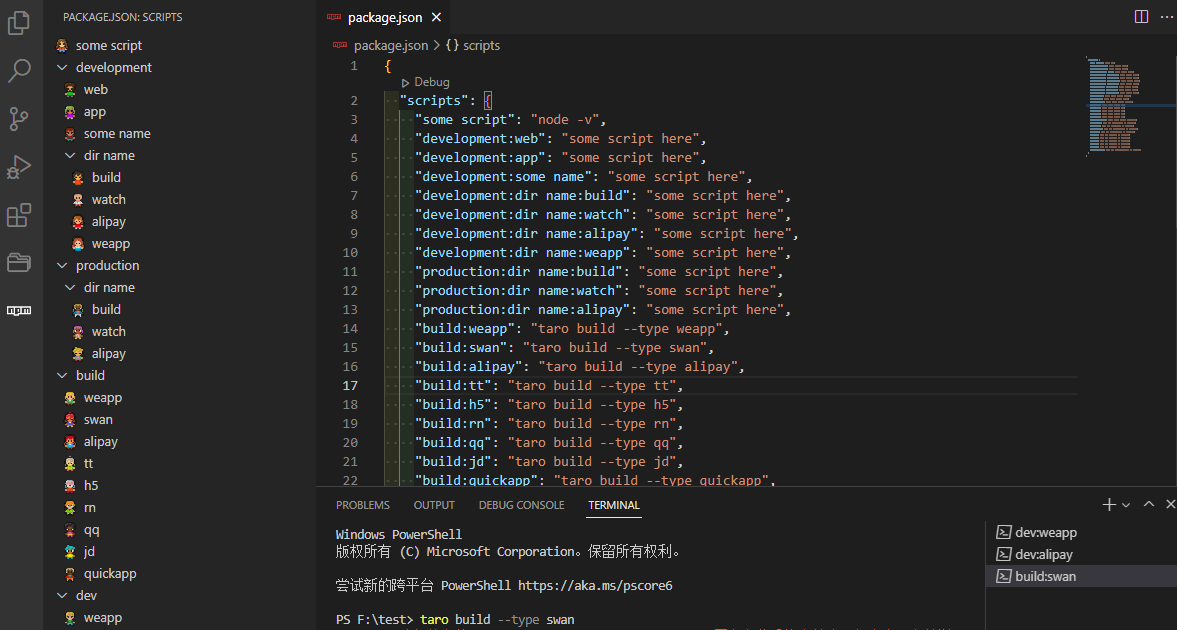 PACKAGE.JSON: SCRIPTS
some script
development
web
app
some name
dir name
build
watch
alipay
weapp
production
dir name
build
watch
alipay
build
weapp
swan
alipay
tt
h5
rn
qq
jd
quickapp
dev
weapp
package.json
package.json > {} scripts
1 {
Debug
2 "scripts": {
3 "some script": "node -v",
4 "development:web": "some script here",
5 "development:app": "some script here",
6 "development:some name": "some script here",
7 "development:dir name:build": "some script here",
8 "development:dir name:watch": "some script here",
9 "development:dir name:alipay": "some script here",
10 "development:dir name:weapp": "some script here",
11 "production:dir name:build": "some script here",
12 "production:dir name:watch": "some script here",
13 "production:dir name:alipay": "some script here",
14 "build:weapp": "taro build --type weapp",
15 "build:swan": "taro build --type swan",
16 "build:alipay": "taro build --type alipay",
17 "build:tt": "taro build --type tt",
18 "build:h5": "taro build --type h5",
19 "build:rn": "taro build --type rn",
20 "build:qq": "taro build --type qq",
21 "build:jd": "taro build --type jd",
22 "build:quickapp": "taro build --type quickapp",
PROBLEMS OUTPUT DEBUG CONSOLE TERMINAL
Windows PowerShell
版权所有 (C) Microsoft Corporation。保留所有权利。
尝试新的跨平台 PowerShell https://aka.ms/pscore6
PS F:\test> taro build --type swan
dev:weapp
dev:alipay
build:swan